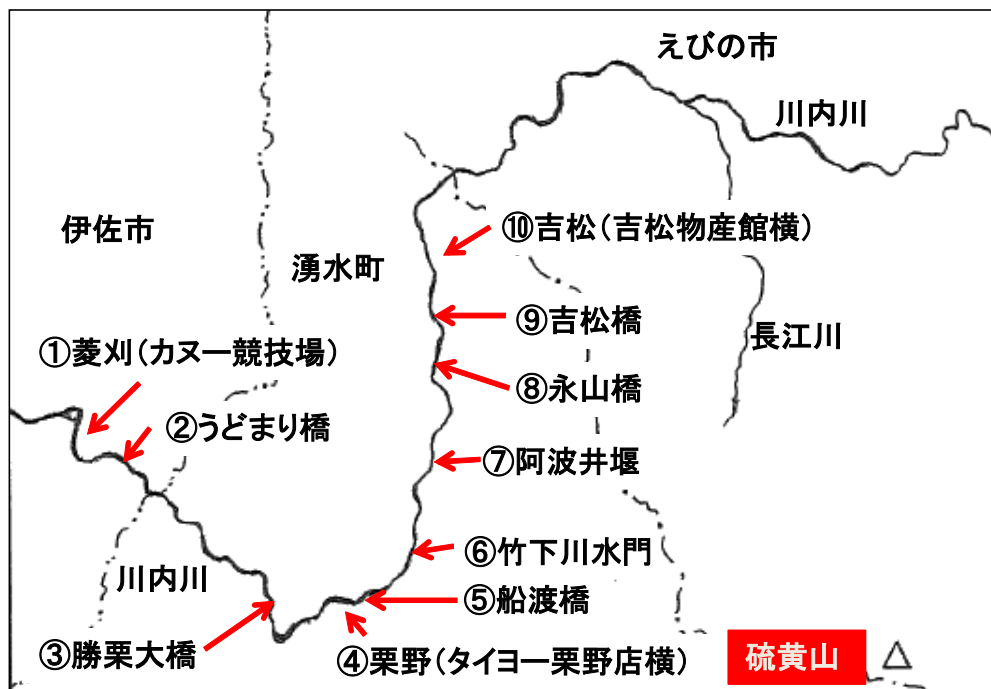 えびの市
川内川
伊佐市
⑩吉松(吉松物産館横)
湧水町
⑨吉松橋
長江川
①菱刈(カヌー競技場)
⑧永山橋
②うどまり橋
⑦阿波井堰
⑥竹下川水門
川内川
⑤船渡橋
③勝栗大橋
④栗野(タイヨー栗野店横)
硫黄山